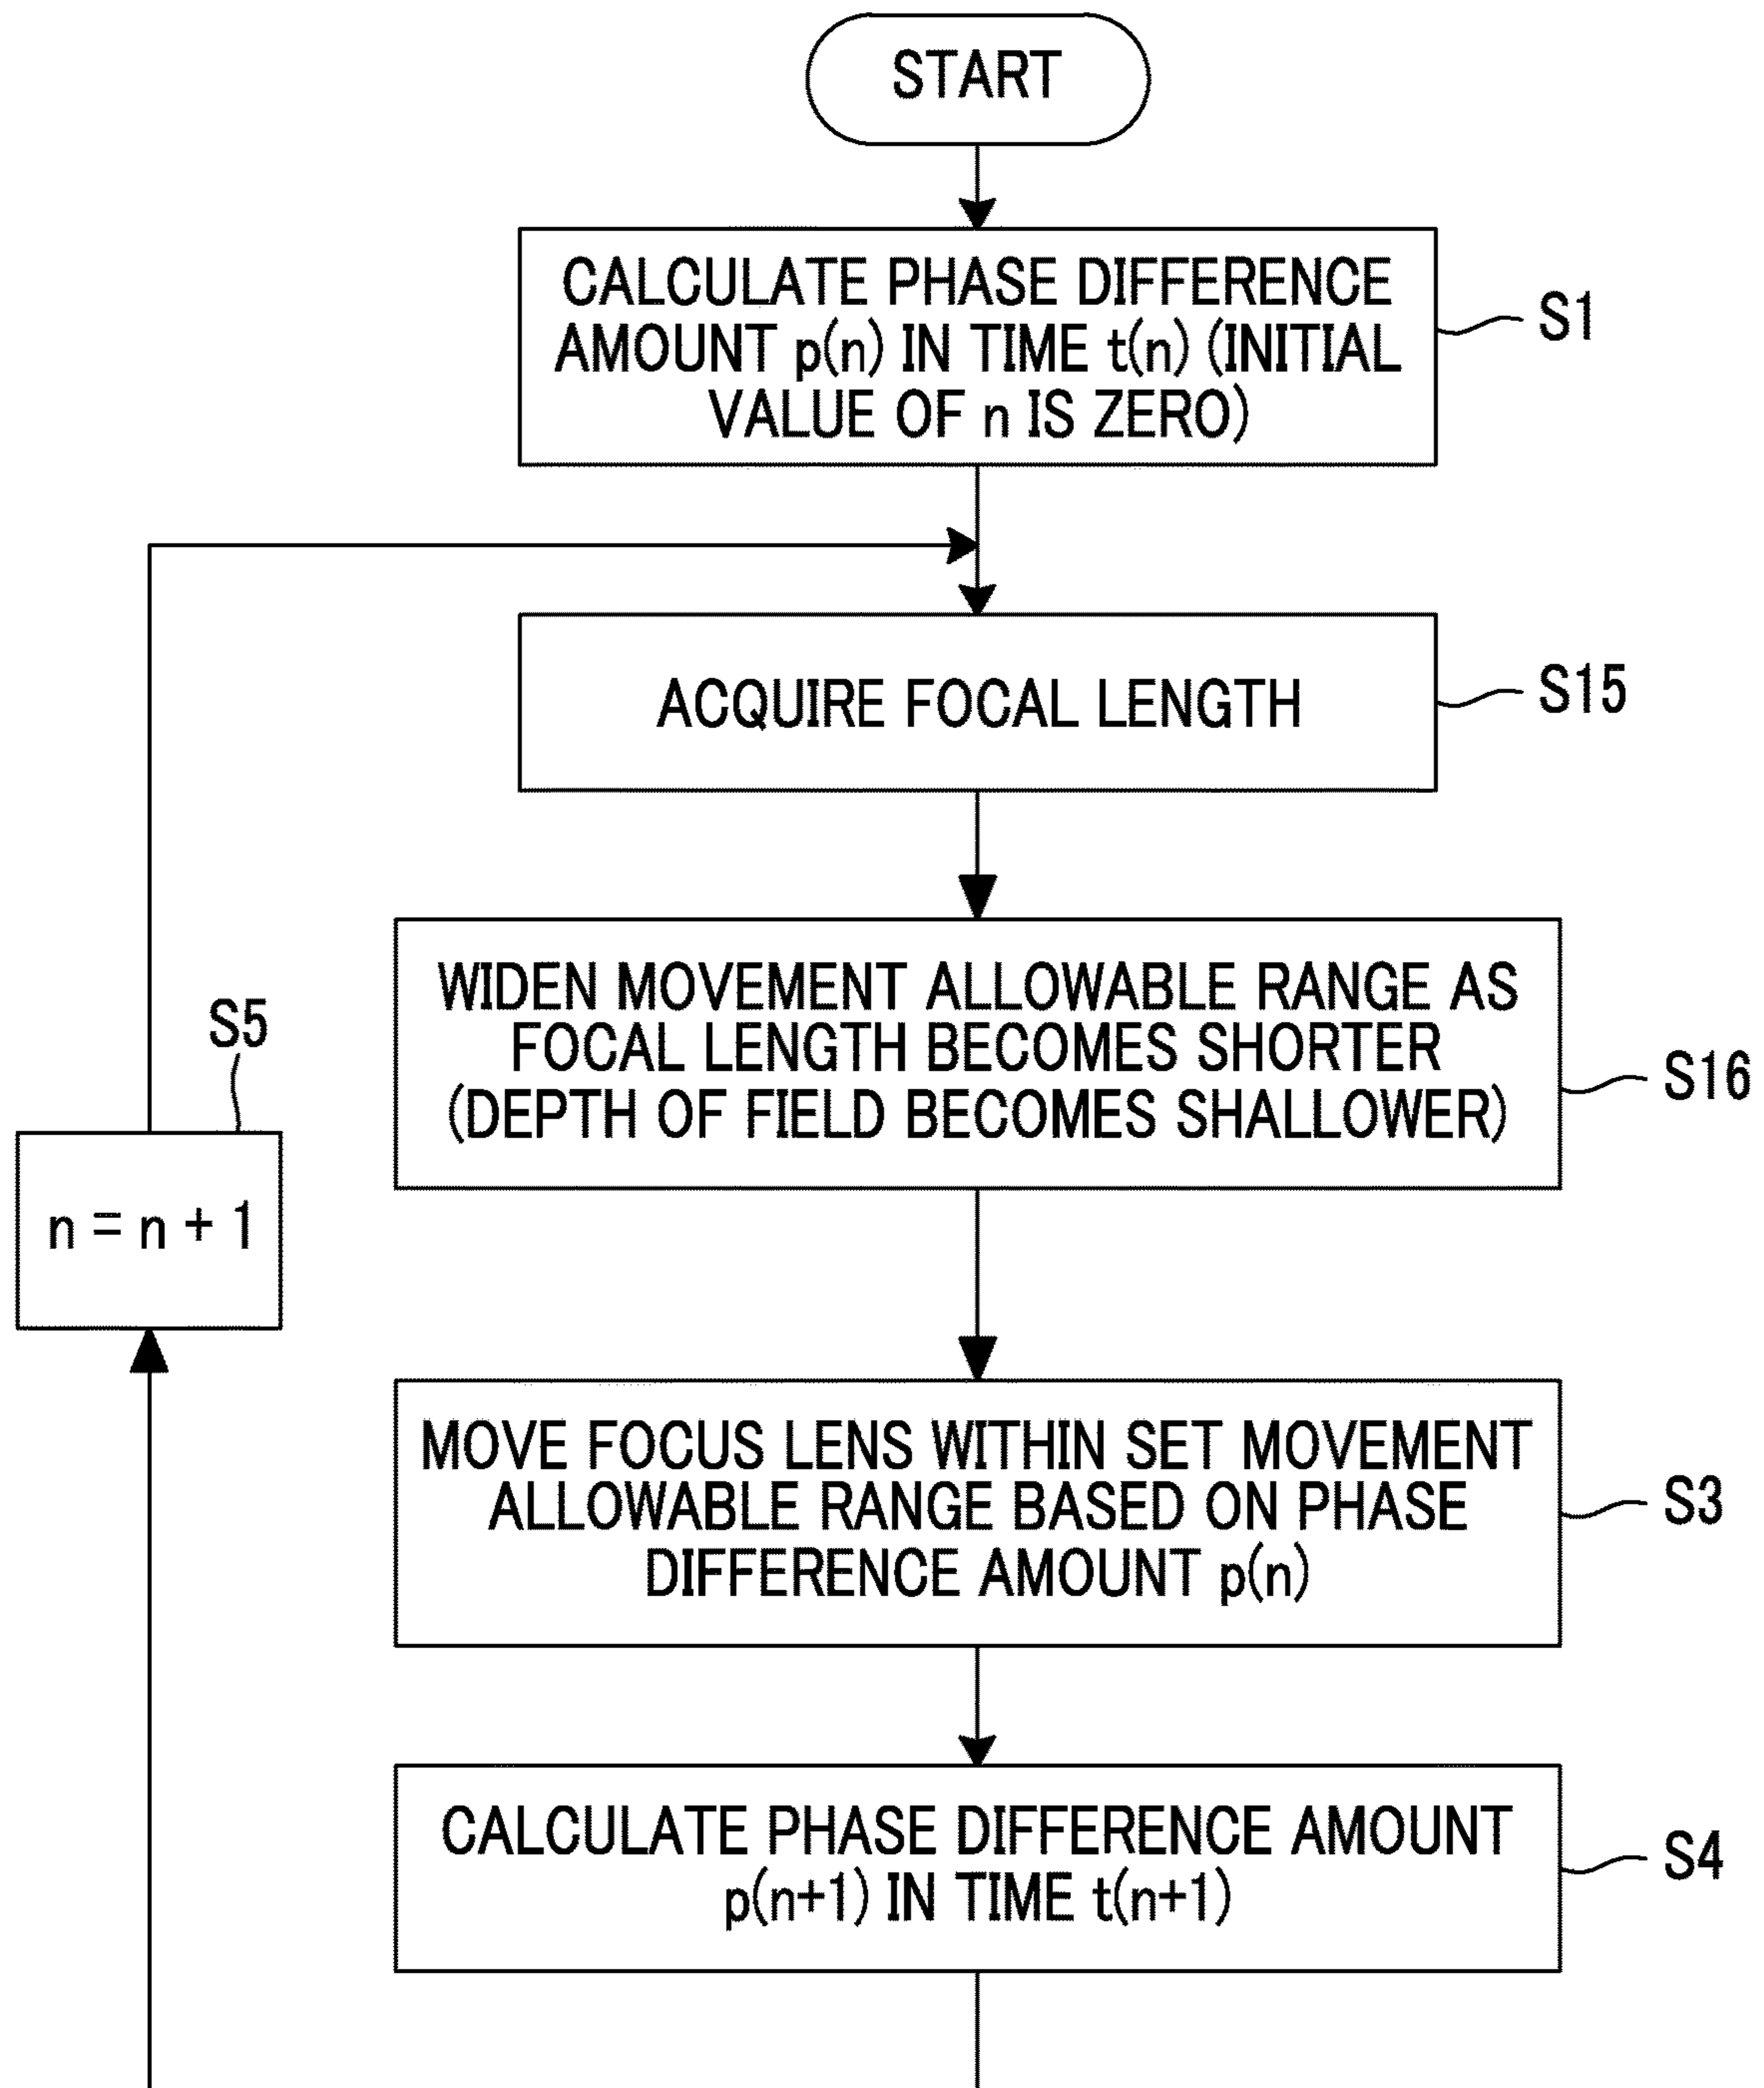 START
CALCULATE PHASE DIFFERENCE
AMOUNT p(n) IN TIME t(n) (INITIAL
VALUE OF n IS ZERO)
S1
ACQUIRE FOCAL LENGTH
S15
WIDEN MOVEMENT ALLOWABLE RANGE AS
FOCAL LENGTH BECOMES SHORTER
(DEPTH OF FIELD BECOMES SHALLOWER)
S16
S5
n = n + 1
MOVE FOCUS LENS WITHIN SET MOVEMENT
ALLOWABLE RANGE BASED ON PHASE
DIFFERENCE AMOUNT p(n)
S3
CALCULATE PHASE DIFFERENCE AMOUNT
p(n+1) IN TIME t(n+1)
S4